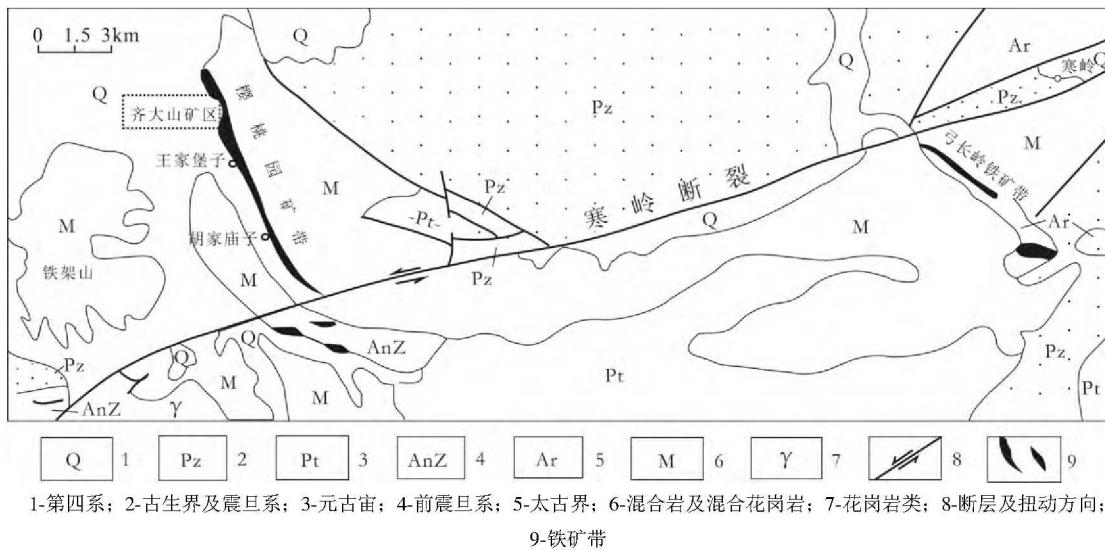 0 1.5 3km
Q
Q
Q
Ar
寒岭
Q
Pz
Pz
齐大山矿区
樱桃园矿带
王家堡子
M
弓长岭铁矿带
M
Pz
寒岭断裂
Pt
Q
M
Ar
M
胡家庙子
铁架山
M
Pz
Pz
Q
AnZ
Q
Pz
Pz
M
Pt
Pt
AnZ
γ
M
Q 1 Pz 2 Pt 3 AnZ 4 Ar 5 M 6 γ 7 8 9
1-第四系；2-古生界及震旦系；3-元古宙；4-前震旦系；5-太古界；6-混合岩及混合花岗岩；7-花岗岩类；8-断层及扭动方向；
9-铁矿带